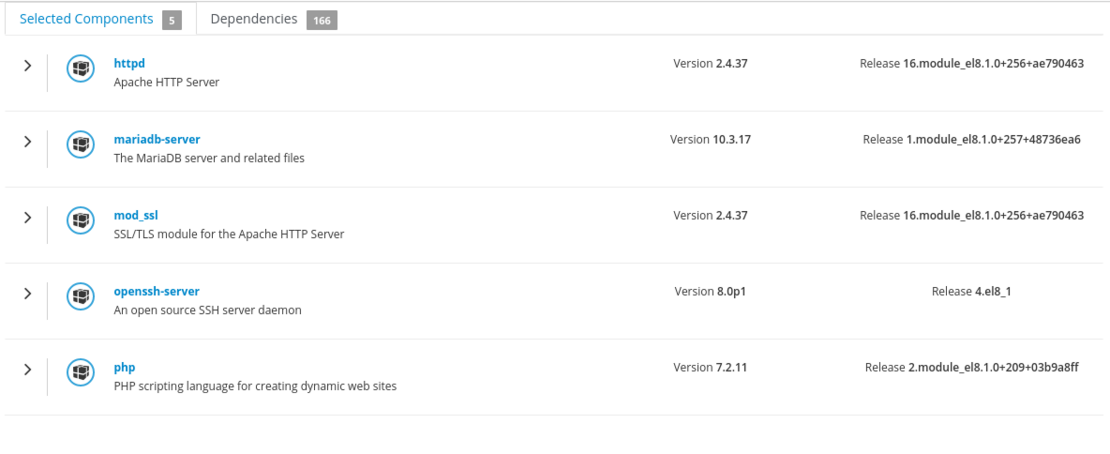 Selected Components 5 Dependencies 166
httpd Version 2.4.37 Release 16.module_el8.1.0+256+ae790463
Apache HTTP Server
mariadb-server Version 10.3.17 Release 1.module_el8.1.0+257+48736ea6
The MariaDB server and related files
mod_ssl Version 2.4.37 Release 16.module_el8.1.0+256+ae790463
SSL/TLS module for the Apache HTTP Server
openssh-server Version 8.0p1 Release 4.el8_1
An open source SSH server daemon
php Version 7.2.11 Release 2.module_el8.1.0+209+03b9a8ff
PHP scripting language for creating dynamic web sites